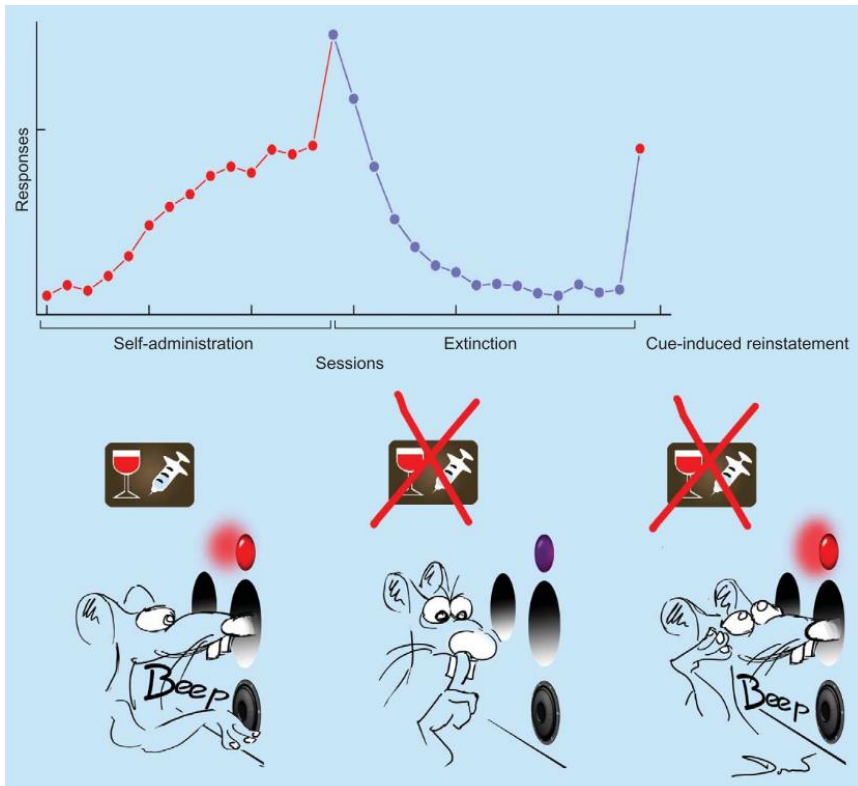 Responses
Self-administration
Extinction
Cue-induced reinstatement
Sessions
Beep
Beep